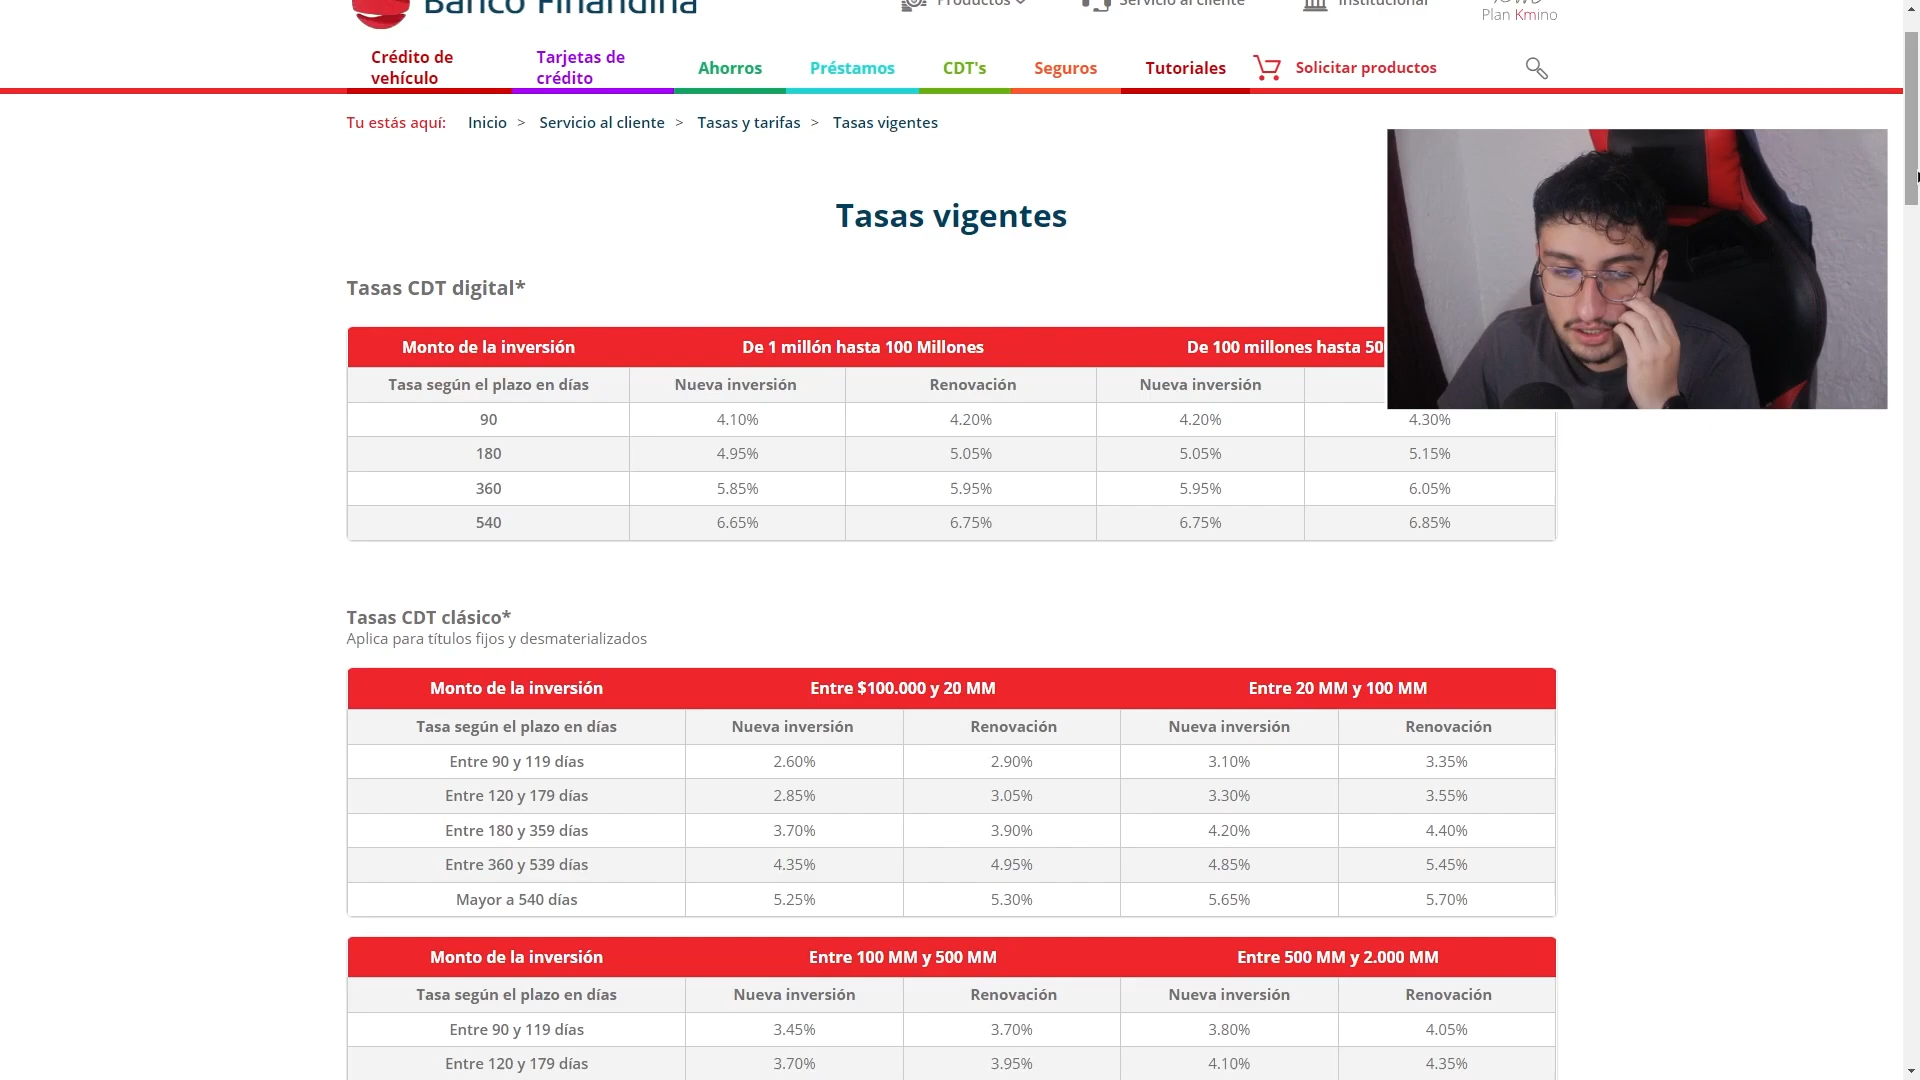 Banco Finandina
Productos
Servicio al cliente
Institucional
Plan Kmino
Crédito de vehículo
Tarjetas de crédito
Ahorros
Préstamos
CDT's
Seguros
Tutoriales
Solicitar productos
Tu estás aquí: Inicio > Servicio al cliente > Tasas y tarifas > Tasas vigentes
Tasas vigentes
Tasas CDT digital*
Monto de la inversión De 1 millón hasta 100 Millones De 100 millones hasta 50
Tasa según el plazo en días Nueva inversión Renovación Nueva inversión
90 4.10% 4.20% 4.20% 4.30%
180 4.95% 5.05% 5.05% 5.15%
360 5.85% 5.95% 5.95% 6.05%
540 6.65% 6.75% 6.75% 6.85%
Tasas CDT clásico*
Aplica para títulos fijos y desmaterializados
Monto de la inversión Entre $100.000 y 20 MM Entre 20 MM y 100 MM
Tasa según el plazo en días Nueva inversión Renovación Nueva inversión Renovación
Entre 90 y 119 días 2.60% 2.90% 3.10% 3.35%
Entre 120 y 179 días 2.85% 3.05% 3.30% 3.55%
Entre 180 y 359 días 3.70% 3.90% 4.20% 4.40%
Entre 360 y 539 días 4.35% 4.95% 4.85% 5.45%
Mayor a 540 días 5.25% 5.30% 5.65% 5.70%
Monto de la inversión Entre 100 MM y 500 MM Entre 500 MM y 2.000 MM
Tasa según el plazo en días Nueva inversión Renovación Nueva inversión Renovación
Entre 90 y 119 días 3.45% 3.70% 3.80% 4.05%
Entre 120 y 179 días 3.70% 3.95% 4.10% 4.35%